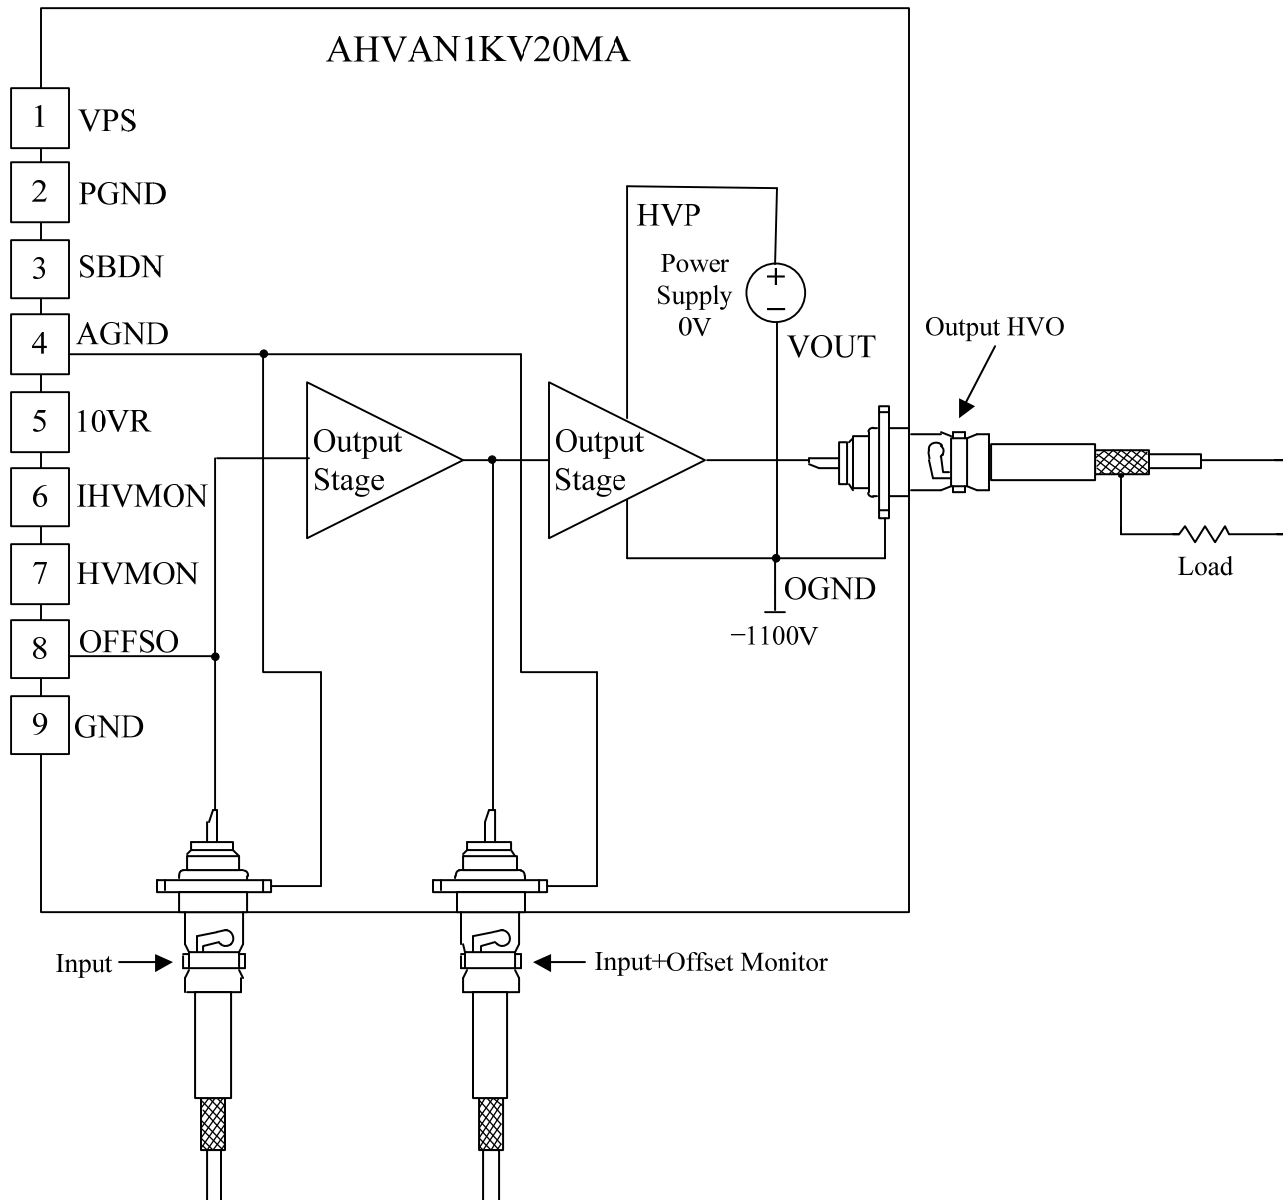 AHVAN1KV20MA
1 VPS
2 PGND
3 SBDN
4 AGND
5 10VR
6 IHVMON
7 HVMON
8 OFFSO
9 GND
HVP
Power
Supply
0V
+
−
VOUT
Output HVO
Output
Stage
Output
Stage
Load
OGND
−1100V
Input
Input+Offset Monitor